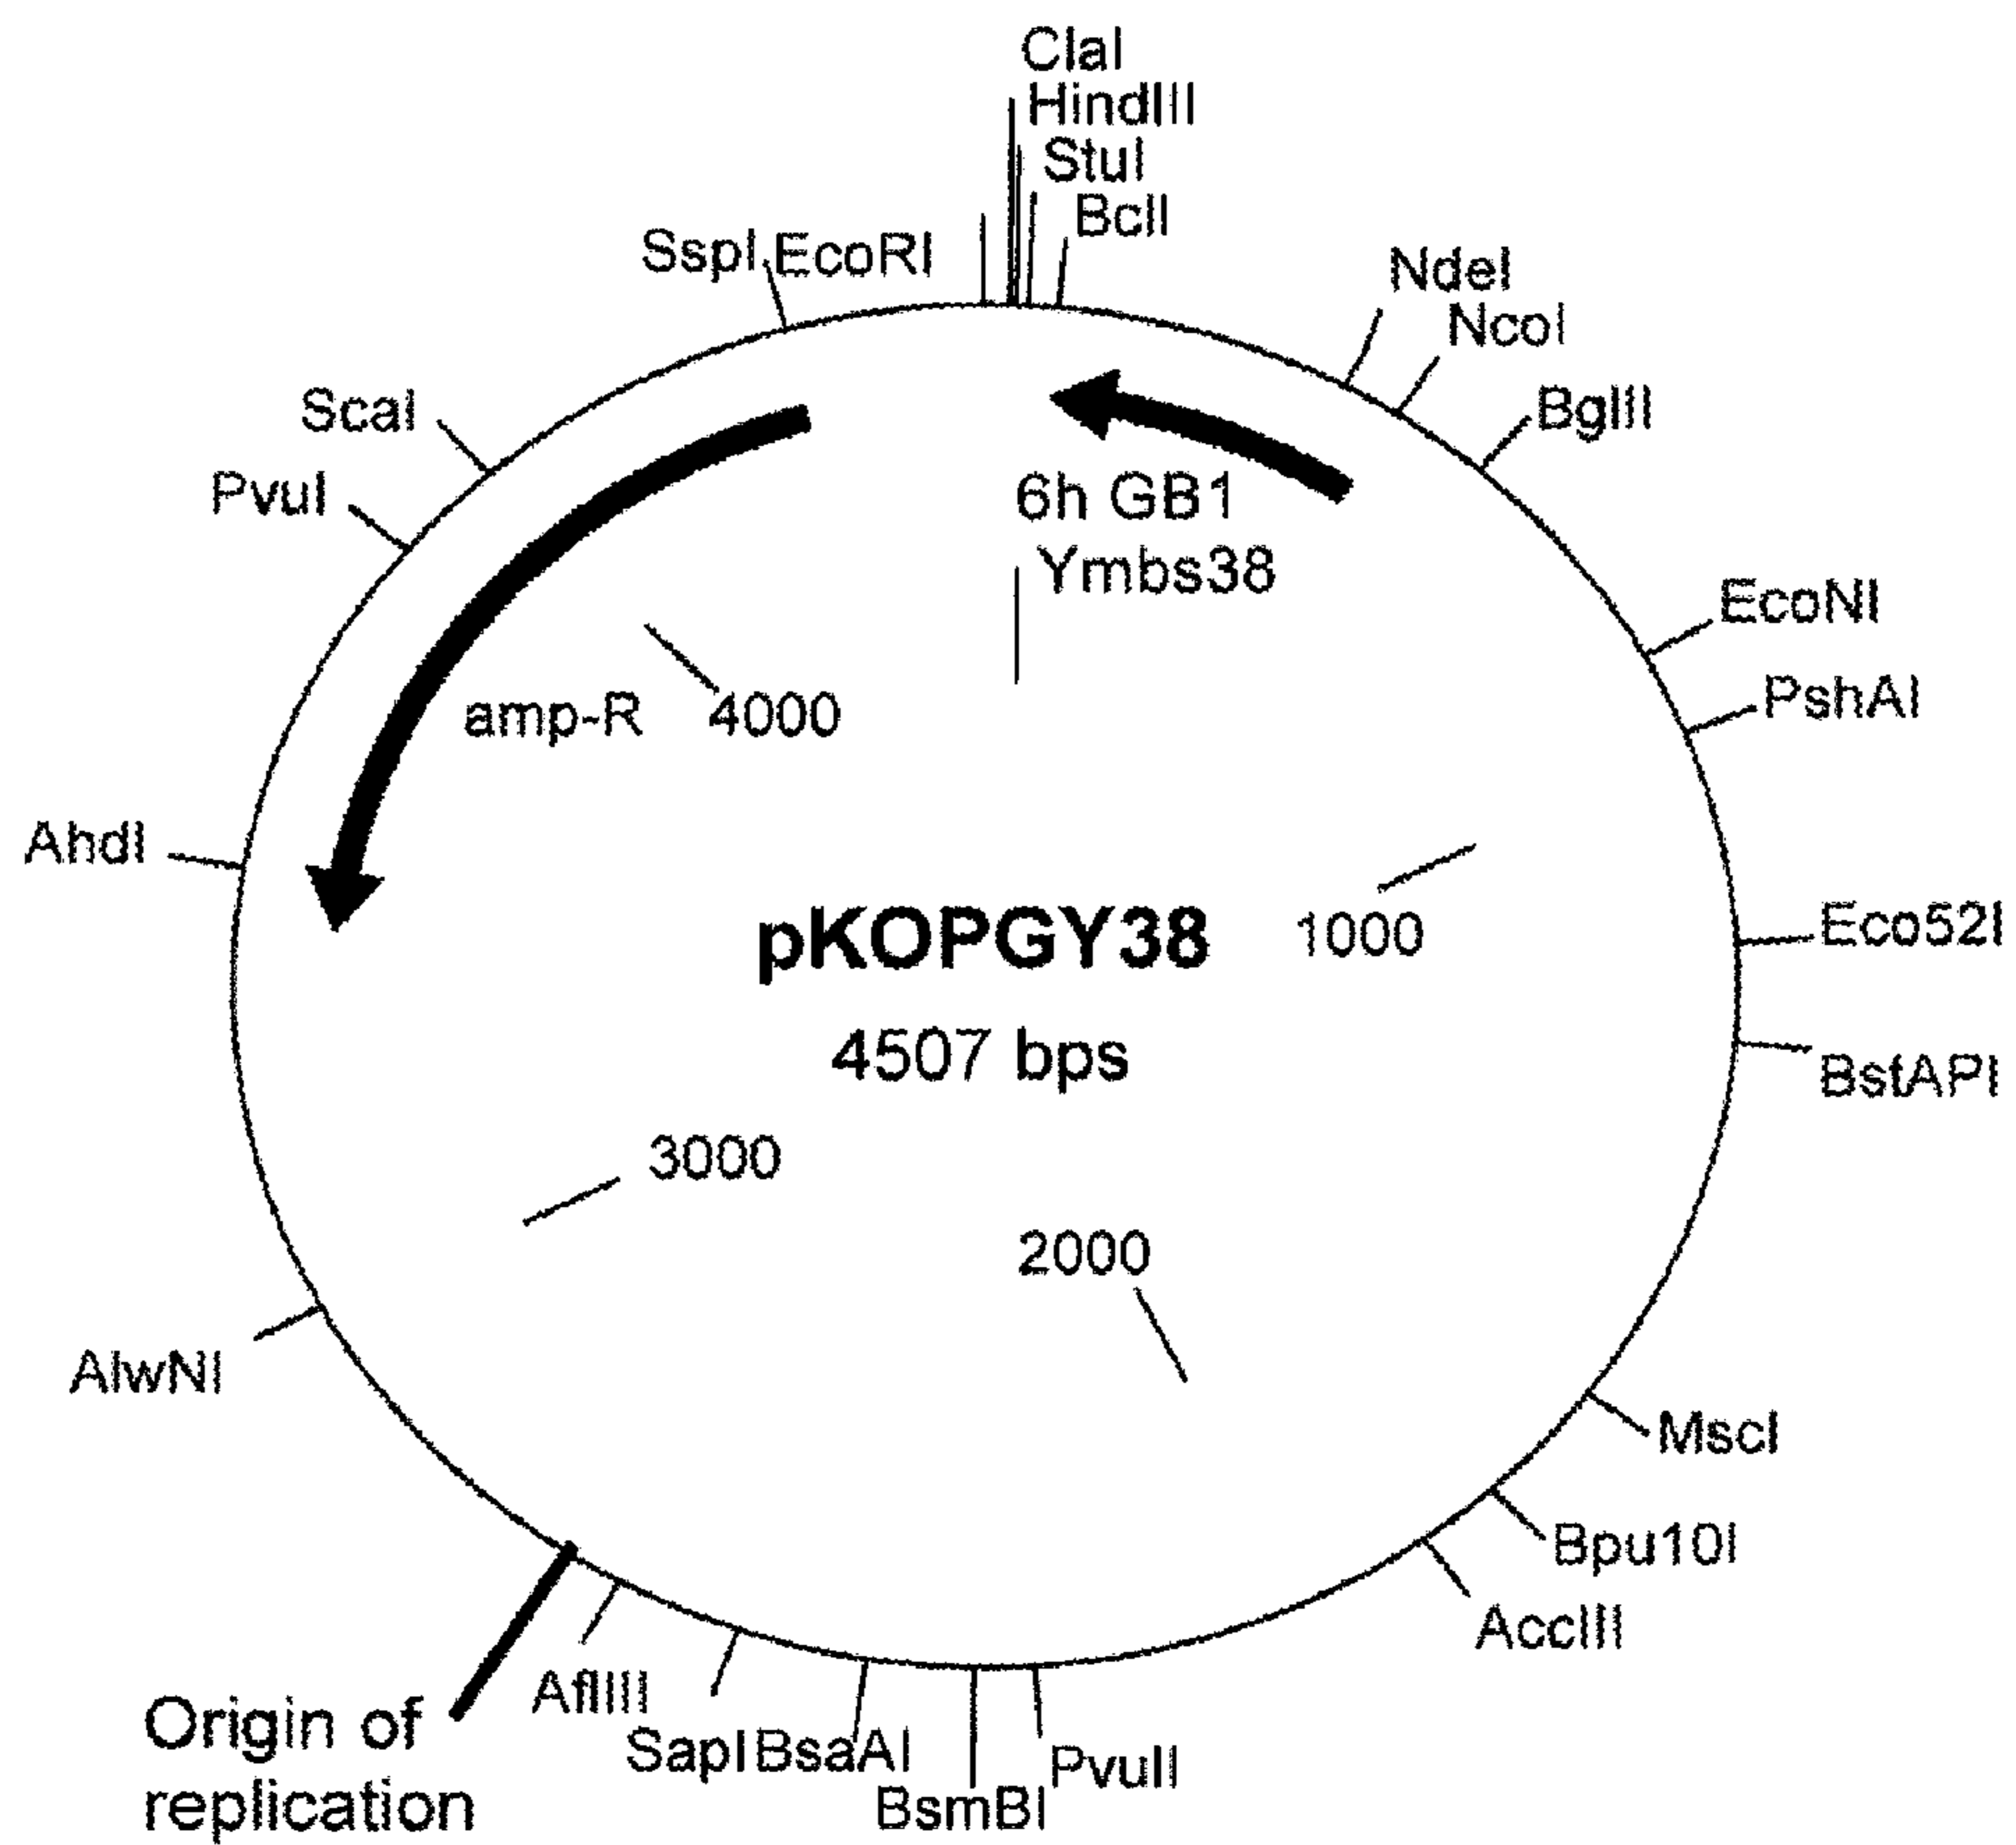 ClaI
HindIII
StuI
BclI
SspI EcoRI
NdeI
NcoI
BglII
ScaI
PvuI
6h GB1
Ymbs38
EcoNI
PshAI
amp-R
4000
AhdI
pKOPGY38
1000
Eco52I
4507 bps
BstAPI
3000
2000
AlwNI
MscI
Bpu10I
AccIII
Origin of
replication
AflIII
SapI BsaAI
BsmBI
PvuII